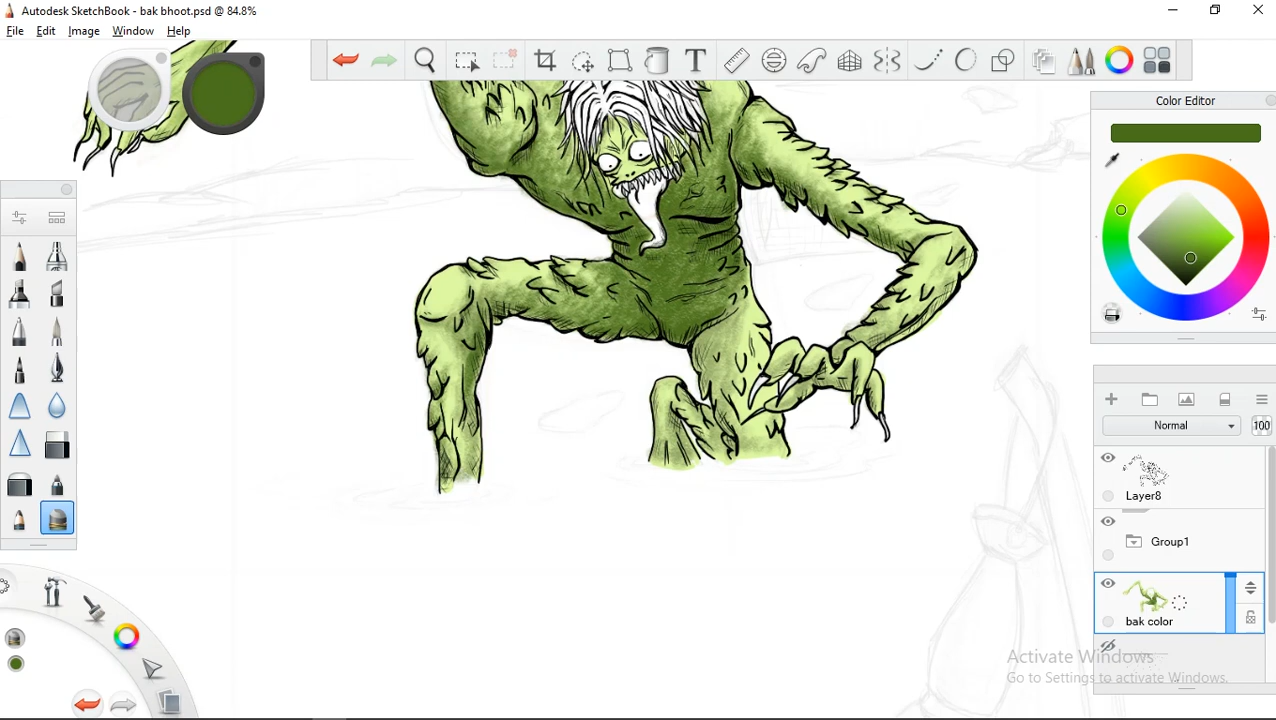 Autodesk SketchBook - bak bhoot.psd @ 84.8%
File Edit Image Window Help
T
Color Editor
Normal 100
Layer8
Group1
bak color
Activate Windows
Go to Settings to activate Windows.